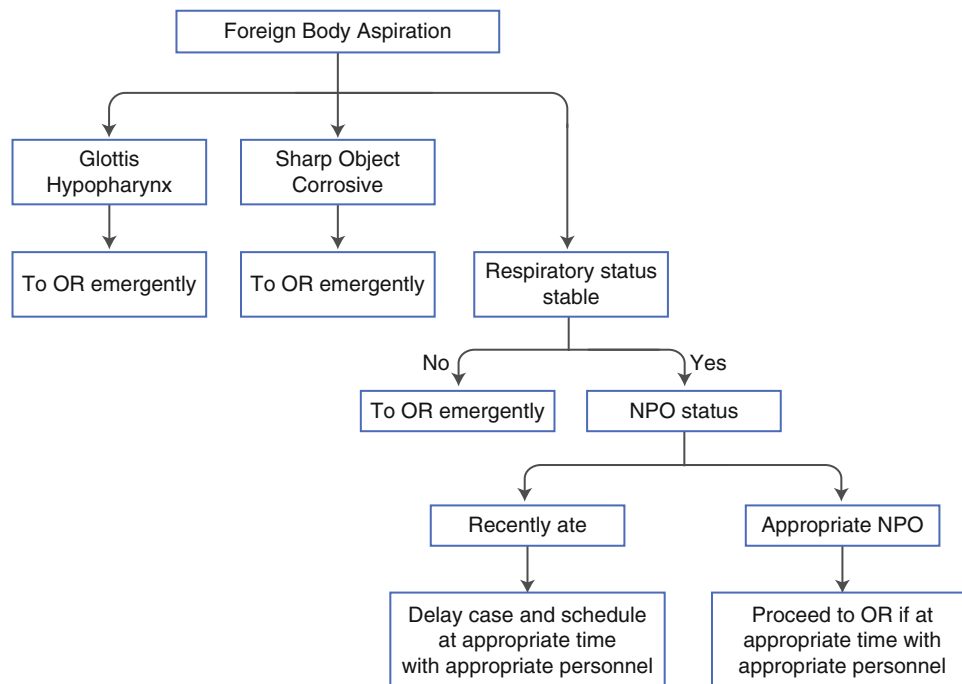 Foreign Body Aspiration
Glottis
Hypopharynx
Sharp Object
Corrosive
To OR emergently
To OR emergently
Respiratory status
stable
No
Yes
To OR emergently
NPO status
Recently ate
Appropriate NPO
Delay case and schedule
at appropriate time
with appropriate personnel
Proceed to OR if at
appropriate time with
appropriate personnel